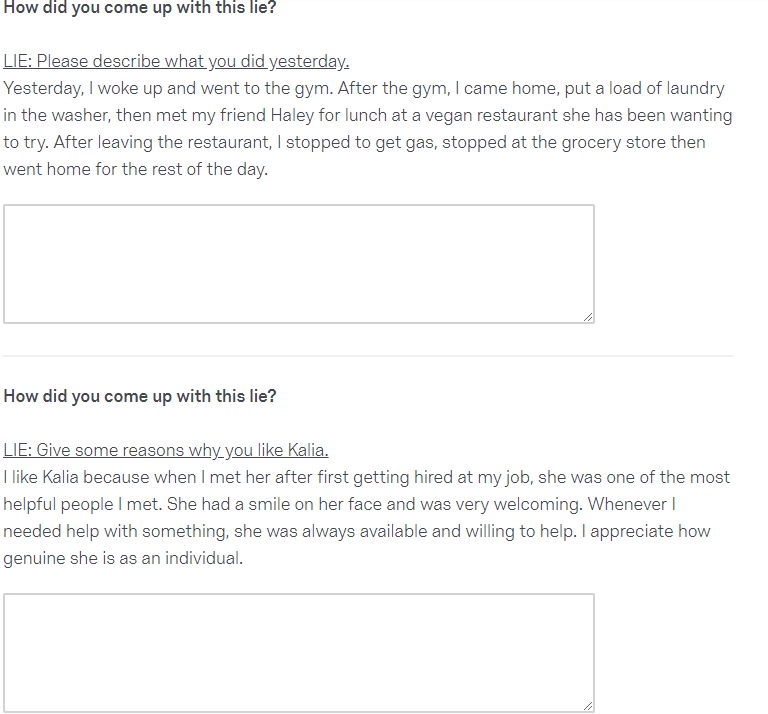 How did you come up with this lie?
LIE: Please describe what you did yesterday.
Yesterday, I woke up and went to the gym. After the gym, I came home, put a load of laundry
in the washer, then met my friend Haley for lunch at a vegan restaurant she has been wanting
to try. After leaving the restaurant, I stopped to get gas, stopped at the grocery store then
went home for the rest of the day.
How did you come up with this lie?
LIE: Give some reasons why you like Kalia.
I like Kalia because when I met her after first getting hired at my job, she was one of the most
helpful people I met. She had a smile on her face and was very welcoming. Whenever I
needed help with something, she was always available and willing to help. I appreciate how
genuine she is as an individual.